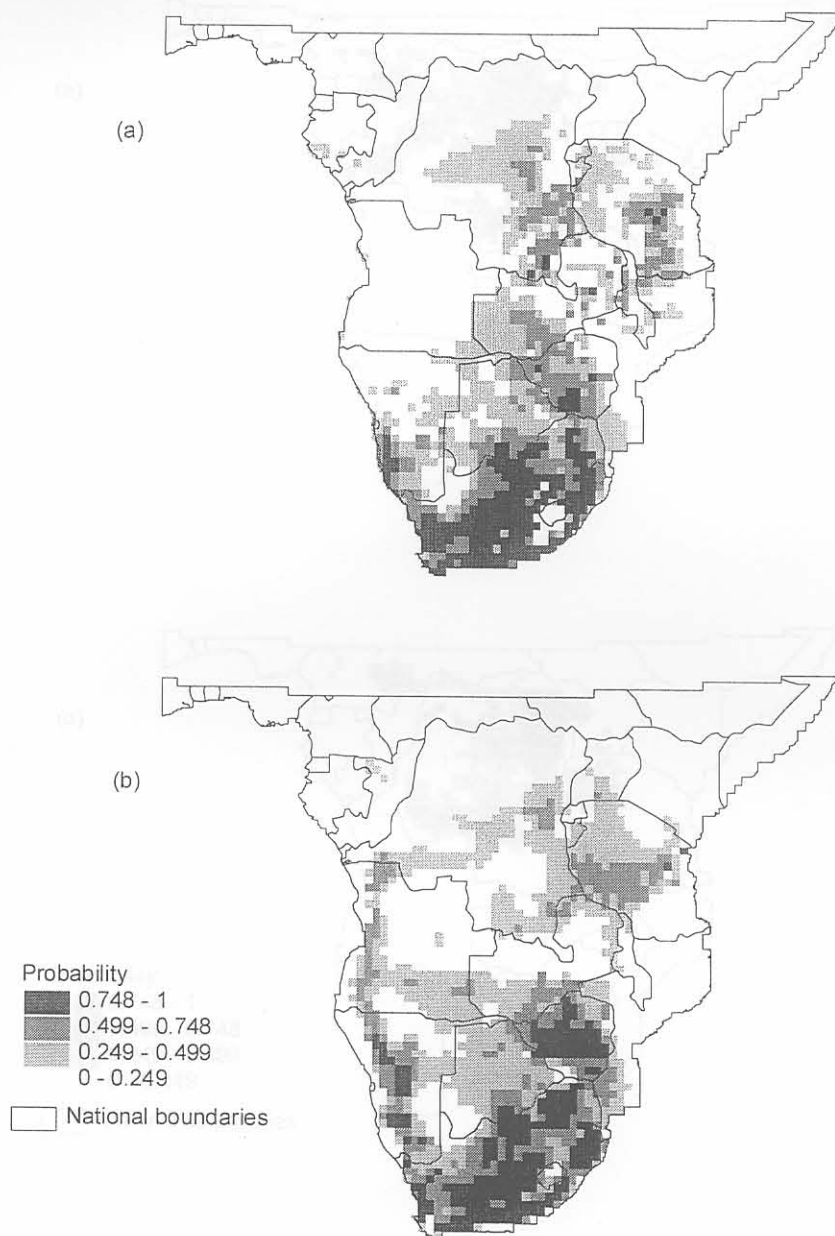 (a)
(b)
Probability
0.748 - 1
0.499 - 0.748
0.249 - 0.499
0 - 0.249
National boundaries